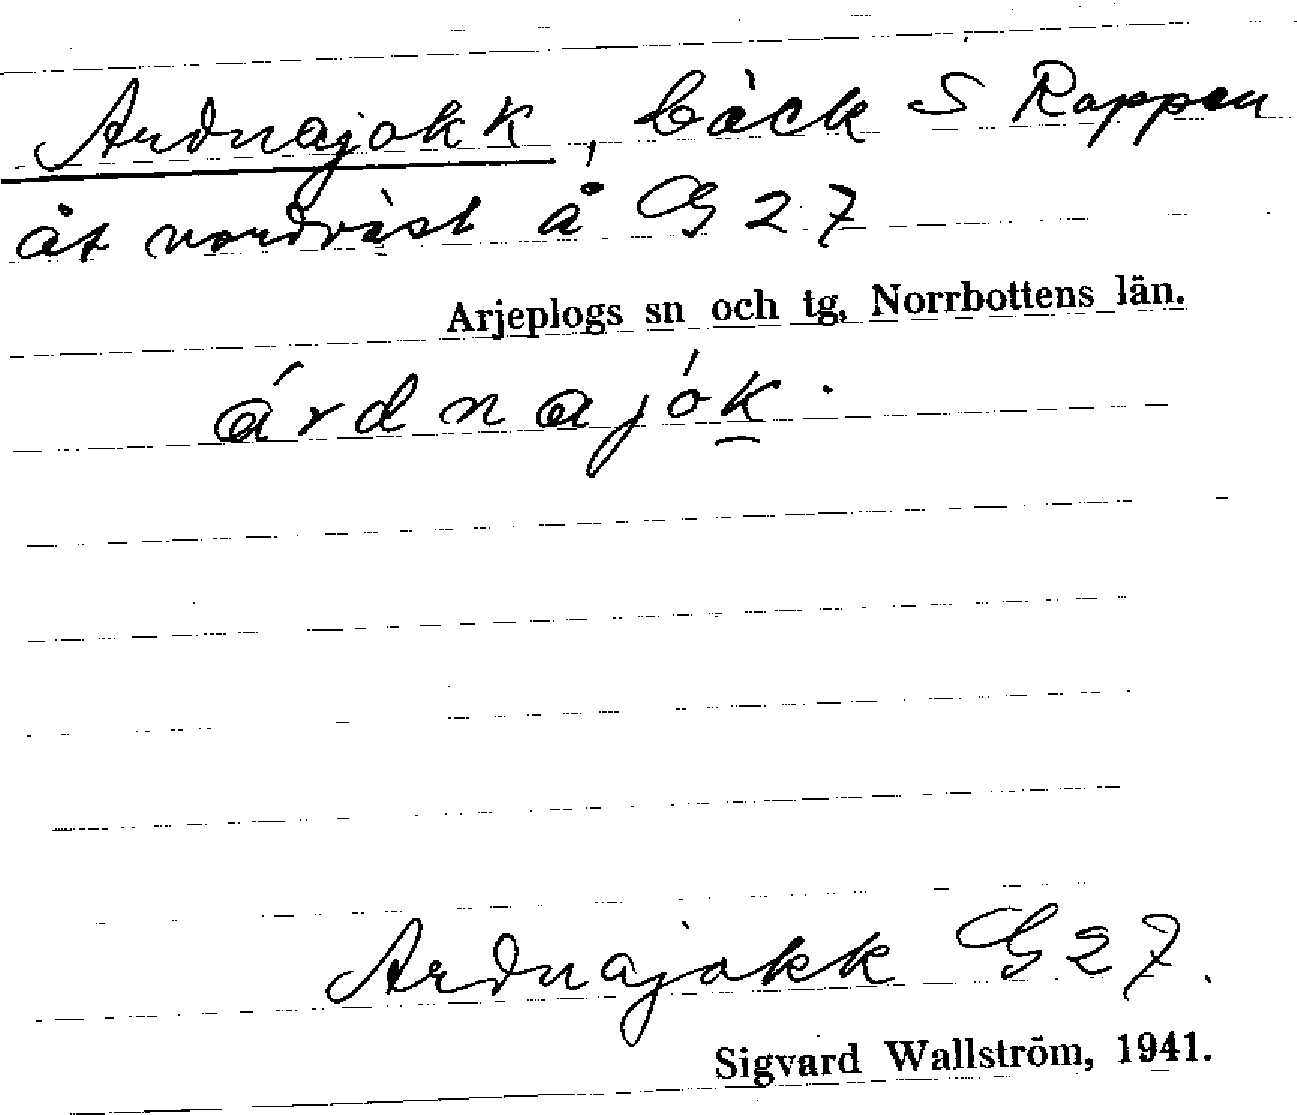 Ardnajokk, bäck S Rappen
åt nordväst å G 27
Arjeplogs sn och tg, Norrbottens län.
árdnajók.
Ardnajokk G 27.
Sigvard Wallström, 1941.